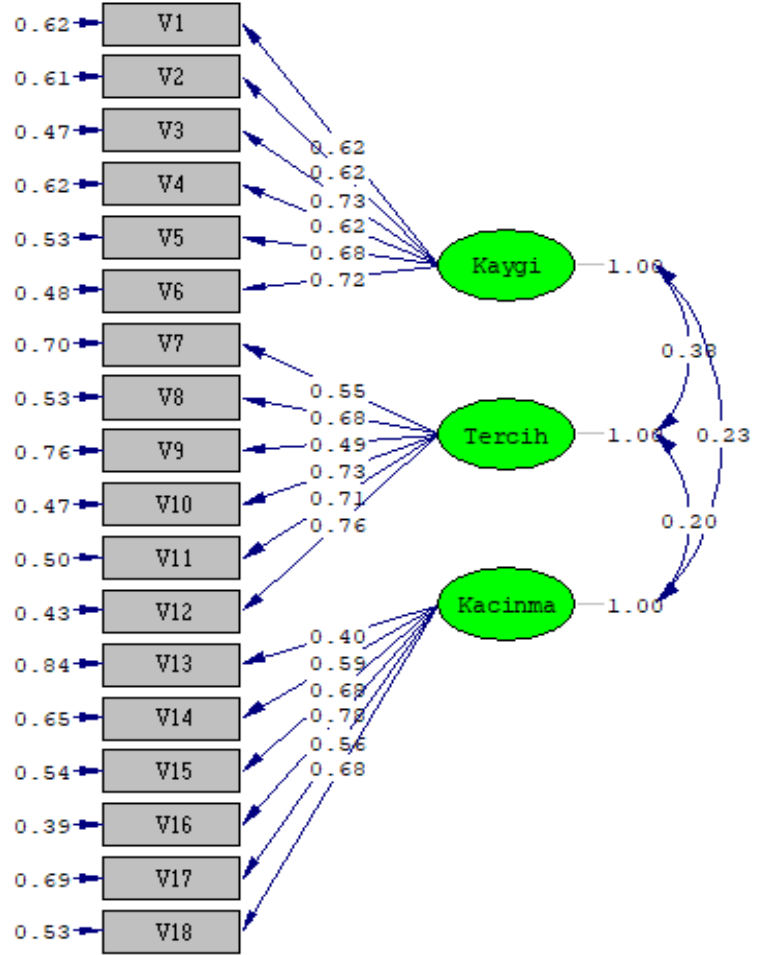 0.62 V1
0.61 V2
0.47 V3
0.62 V4
0.53 V5
0.48 V6
0.70 V7
0.53 V8
0.76 V9
0.47 V10
0.50 V11
0.43 V12
0.84 V13
0.65 V14
0.54 V15
0.39 V16
0.69 V17
0.53 V18
0.62
0.62
0.73
0.62
0.68
0.72
0.55
0.68
0.49
0.73
0.71
0.76
0.40
0.59
0.68
0.78
0.56
0.68
Kaygi 1.00
Tercih 1.00
Kacinma 1.00
0.38
0.23
0.20